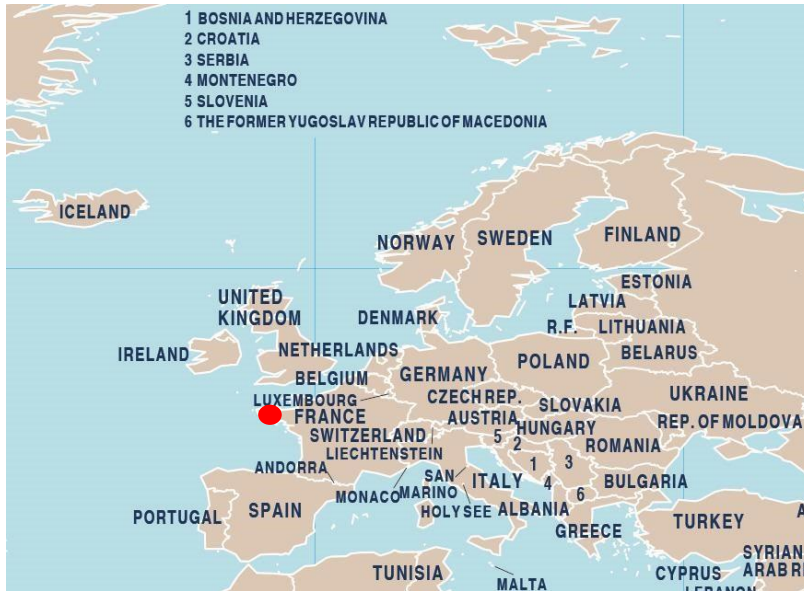 1 BOSNIA AND HERZEGOVINA
2 CROATIA
3 SERBIA
4 MONTENEGRO
5 SLOVENIA
6 THE FORMER YUGOSLAV REPUBLIC OF MACEDONIA
ICELAND
NORWAY
SWEDEN
FINLAND
ESTONIA
LATVIA
UNITED
KINGDOM
DENMARK
R.F.
LITHUANIA
IRELAND
NETHERLANDS
BELARUS
POLAND
BELGIUM
GERMANY
UKRAINE
LUXEMBOURG
CZECH REP.
SLOVAKIA
FRANCE
AUSTRIA
HUNGARY
REP. OF MOLDOVA
SWITZERLAND
5
2
ROMANIA
LIECHTENSTEIN
1
3
ANDORRA
SAN
MARINO
ITALY
4
BULGARIA
MONACO
6
PORTUGAL
SPAIN
HOLY SEE
ALBANIA
GREECE
TURKEY
A
SYRIAN
ARAB R
TUNISIA
MALTA
CYPRUS
LEBANON